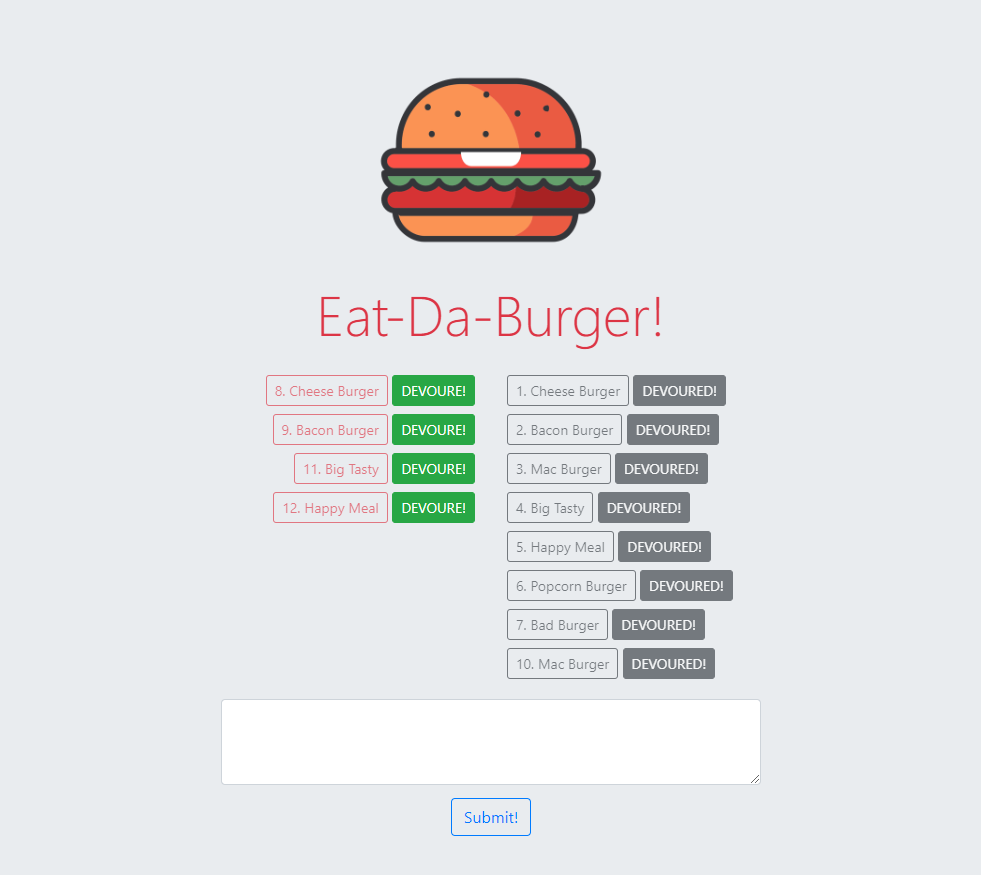 Eat-Da-Burger!
8. Cheese Burger DEVOURE!
9. Bacon Burger DEVOURE!
11. Big Tasty DEVOURE!
12. Happy Meal DEVOURE!
1. Cheese Burger DEVOURED!
2. Bacon Burger DEVOURED!
3. Mac Burger DEVOURED!
4. Big Tasty DEVOURED!
5. Happy Meal DEVOURED!
6. Popcorn Burger DEVOURED!
7. Bad Burger DEVOURED!
10. Mac Burger DEVOURED!
Submit!